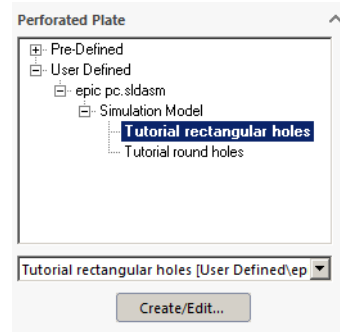 Perforated Plate
Pre-Defined
User Defined
epic pc.sldasm
Simulation Model
Tutorial rectangular holes
Tutorial round holes
Tutorial rectangular holes [User Defined\ep
Create/Edit...